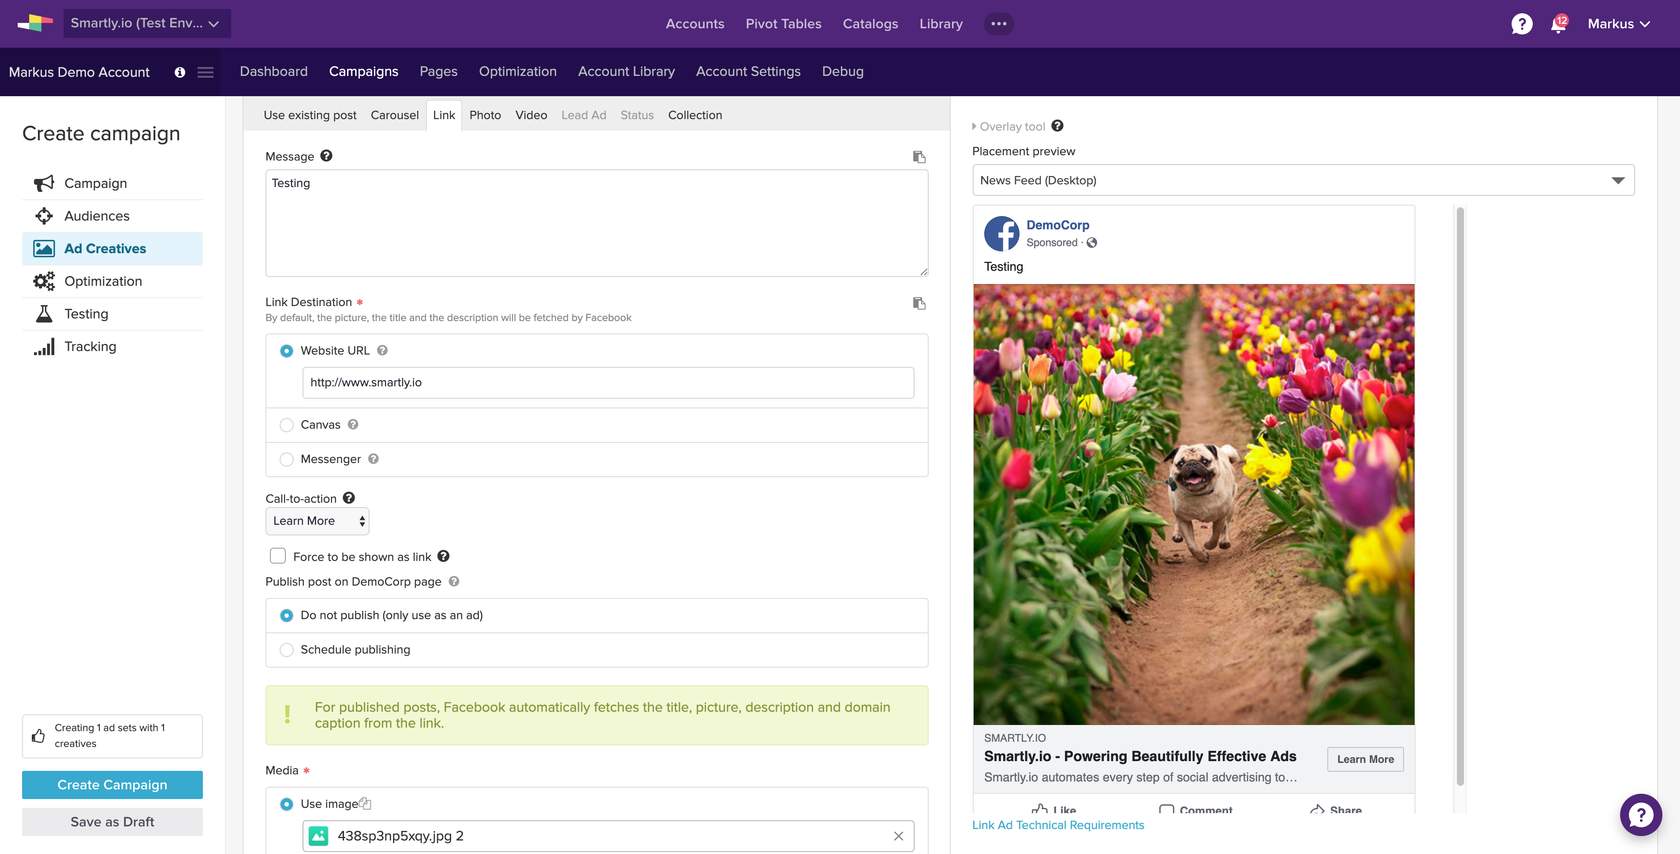 Smartly.io (Test Env...
Accounts
Pivot Tables
Catalogs
Library
12
Markus
Markus Demo Account
Dashboard
Campaigns
Pages
Optimization
Account Library
Account Settings
Debug
Create campaign
Campaign
Audiences
Ad Creatives
Optimization
Testing
Tracking
Creating 1 ad sets with 1
creatives
Create Campaign
Save as Draft
Use existing post
Carousel
Link
Photo
Video
Lead Ad
Status
Collection
Message ?
Testing
Link Destination *
By default, the picture, the title and the description will be fetched by Facebook
Website URL ?
http://www.smartly.io
Canvas ?
Messenger ?
Call-to-action ?
Learn More
Force to be shown as link ?
Publish post on DemoCorp page ?
Do not publish (only use as an ad)
Schedule publishing
! For published posts, Facebook automatically fetches the title, picture, description and domain
caption from the link.
Media *
Use image
438sp3np5xqy.jpg 2
Overlay tool ?
Placement preview
News Feed (Desktop)
DemoCorp
Sponsored ·
Testing
SMARTLY.IO
Smartly.io - Powering Beautifully Effective Ads
Learn More
Smartly.io automates every step of social advertising to...
Like
Comment
Share
Link Ad Technical Requirements